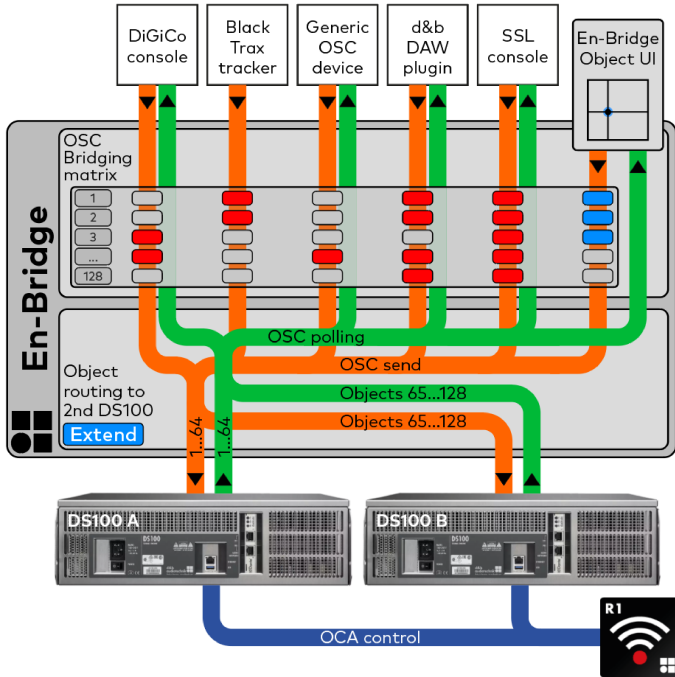 DiGiCo
console
Black
Trax
tracker
Generic
OSC
device
d&b
DAW
plugin
SSL
console
En-Bridge
Object UI
En-Bridge
OSC
Bridging
matrix
1
2
3
...
128
OSC polling
OSC send
Object
routing to
2nd DS100
Extend
1...64
1...64
Objects 65...128
Objects 65...128
DS100 A
DS100
DS100 B
DS100
R1
OCA control